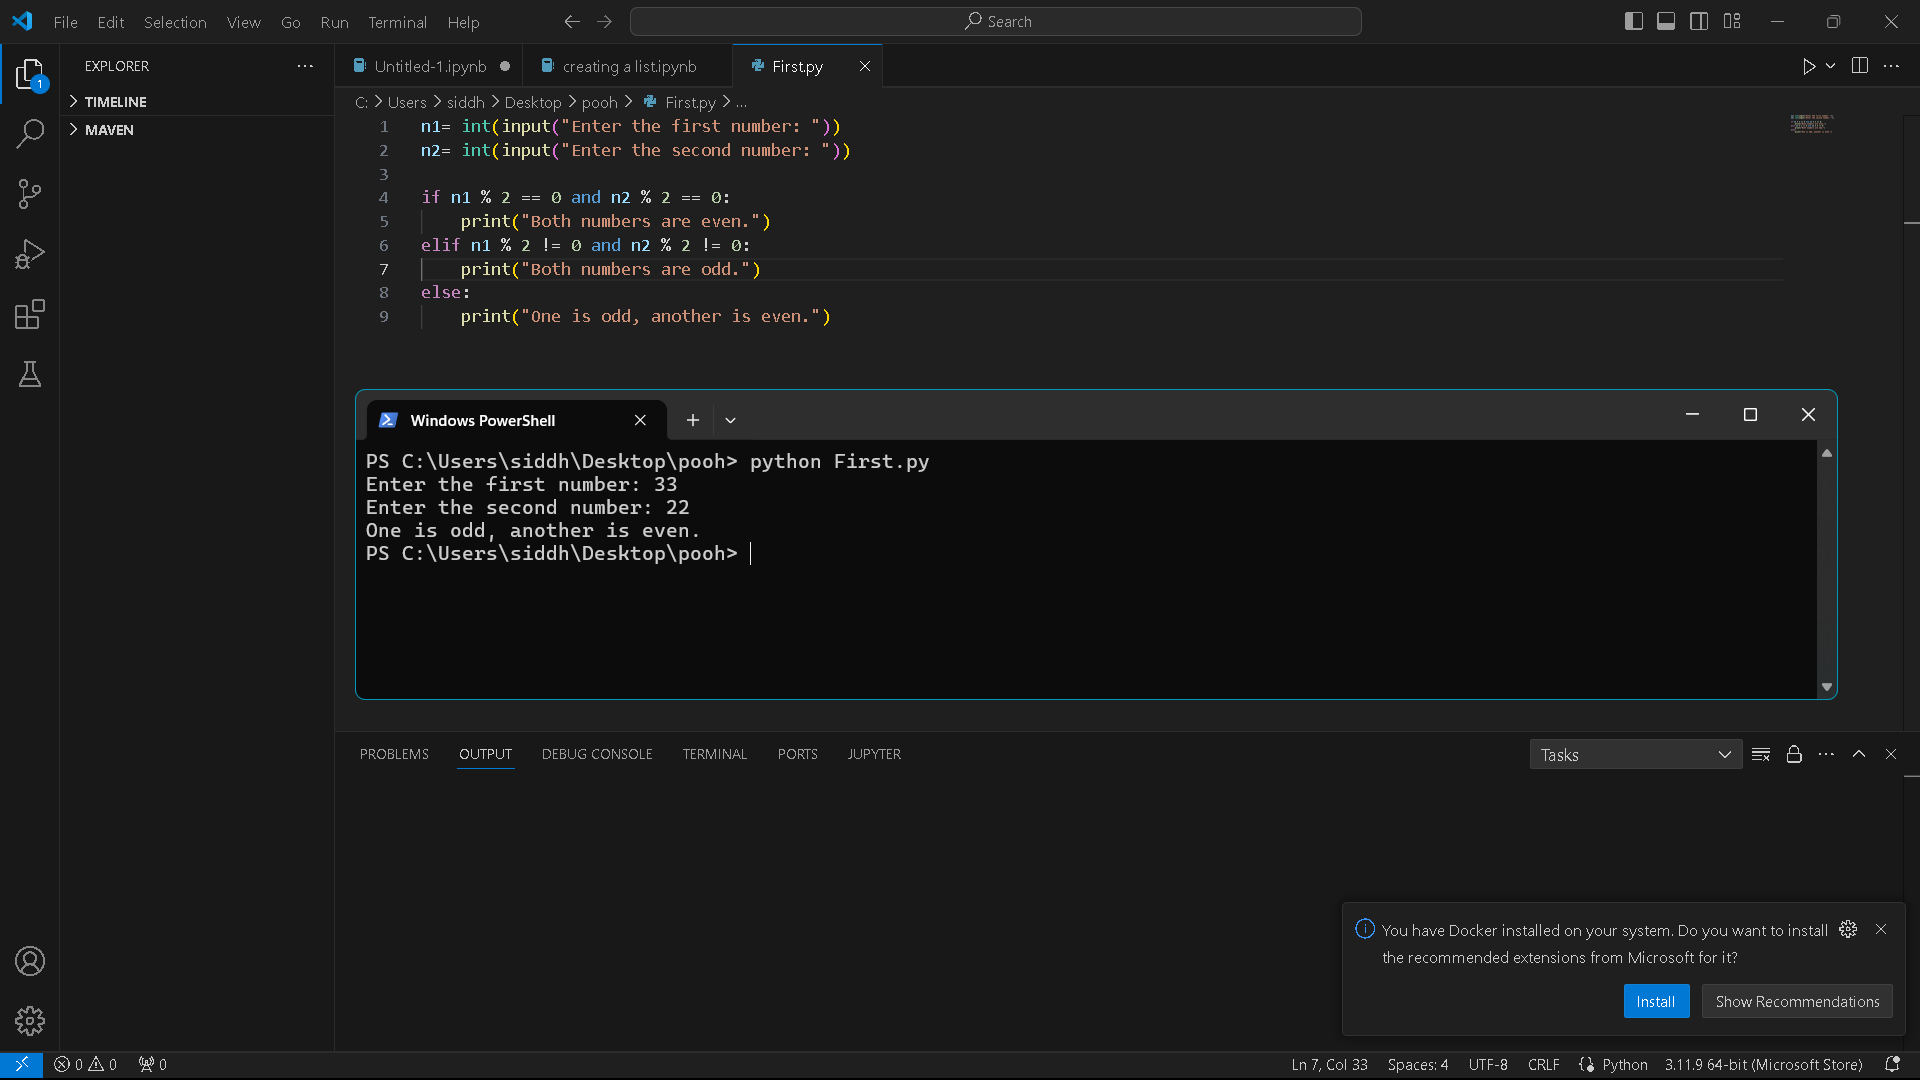 File Edit Selection View Go Run Terminal Help
Search
EXPLORER
1
TIMELINE
MAVEN
Untitled-1.ipynb
creating a list.ipynb
First.py
C: > Users > siddh > Desktop > pooh > First.py > ...
1 n1= int(input("Enter the first number: "))
2 n2= int(input("Enter the second number: "))
3
4 if n1 % 2 == 0 and n2 % 2 == 0:
5 print("Both numbers are even.")
6 elif n1 % 2 != 0 and n2 % 2 != 0:
7 print("Both numbers are odd.")
8 else:
9 print("One is odd, another is even.")
Windows PowerShell
PS C:\Users\siddh\Desktop\pooh> python First.py
Enter the first number: 33
Enter the second number: 22
One is odd, another is even.
PS C:\Users\siddh\Desktop\pooh>
PROBLEMS OUTPUT DEBUG CONSOLE TERMINAL PORTS JUPYTER
Tasks
You have Docker installed on your system. Do you want to install
the recommended extensions from Microsoft for it?
Install
Show Recommendations
0 0 0
Ln 7, Col 33 Spaces: 4 UTF-8 CRLF Python 3.11.9 64-bit (Microsoft Store)